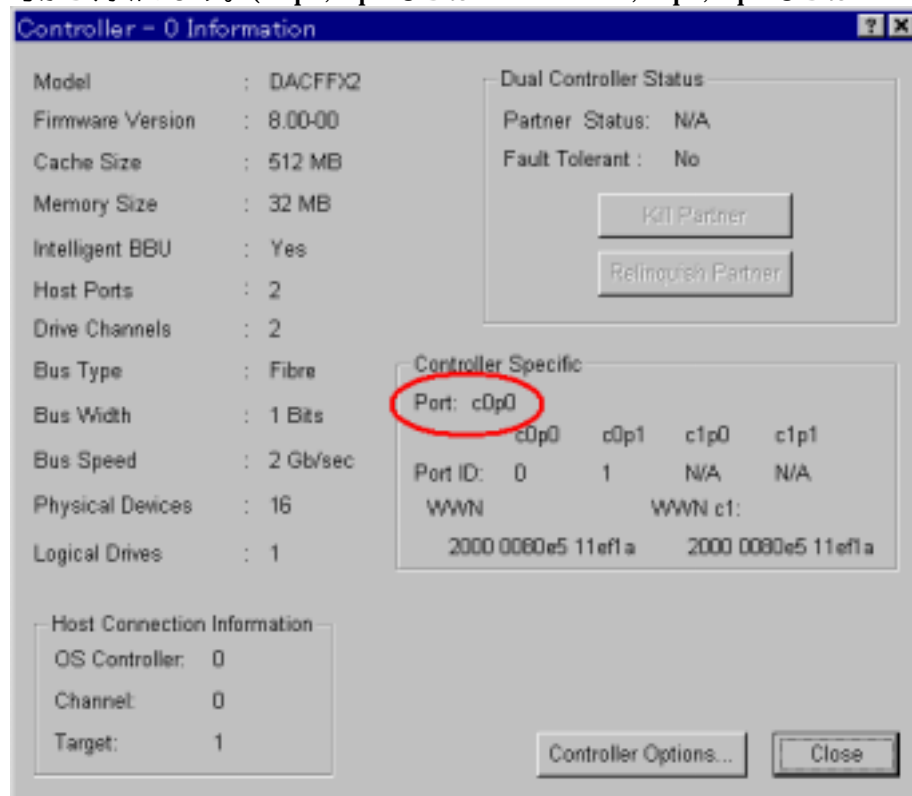 Controller - 0 Information
Model : DACFFX2
Firmware Version : 8.00-00
Cache Size : 512 MB
Memory Size : 32 MB
Intelligent BBU : Yes
Host Ports : 2
Drive Channels : 2
Bus Type : Fibre
Bus Width : 1 Bits
Bus Speed : 2 Gb/sec
Physical Devices : 16
Logical Drives : 1
Dual Controller Status
Partner Status: N/A
Fault Tolerant : No
Kill Partner
Relinquish Partner
Controller Specific
Port: c0p0
c0p0 c0p1 c1p0 c1p1
Port ID: 0 1 N/A N/A
WWN WWN c1:
2000 0080e5 11ef1a 2000 0080e5 11ef1a
Host Connection Information
OS Controller: 0
Channel: 0
Target: 1
Controller Options...
Close